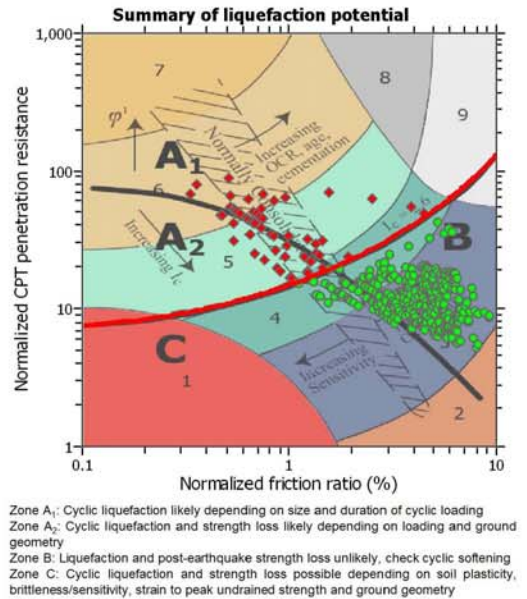 Summary of liquefaction potential
Normalized CPT penetration resistance
1,000
100
10
1
7
8
9
φ'
A1
Increasing
OCR, age,
cementation
Normally
6
A2
Increasing Ic
5
B
4
C
1
Increasing
Sensitivity
2
0.1
1
10
Normalized friction ratio (%)
Zone A1: Cyclic liquefaction likely depending on size and duration of cyclic loading
Zone A2: Cyclic liquefaction and strength loss likely depending on loading and ground
geometry
Zone B: Liquefaction and post-earthquake strength loss unlikely, check cyclic softening
Zone C: Cyclic liquefaction and strength loss possible depending on soil plasticity,
brittleness/sensitivity, strain to peak undrained strength and ground geometry